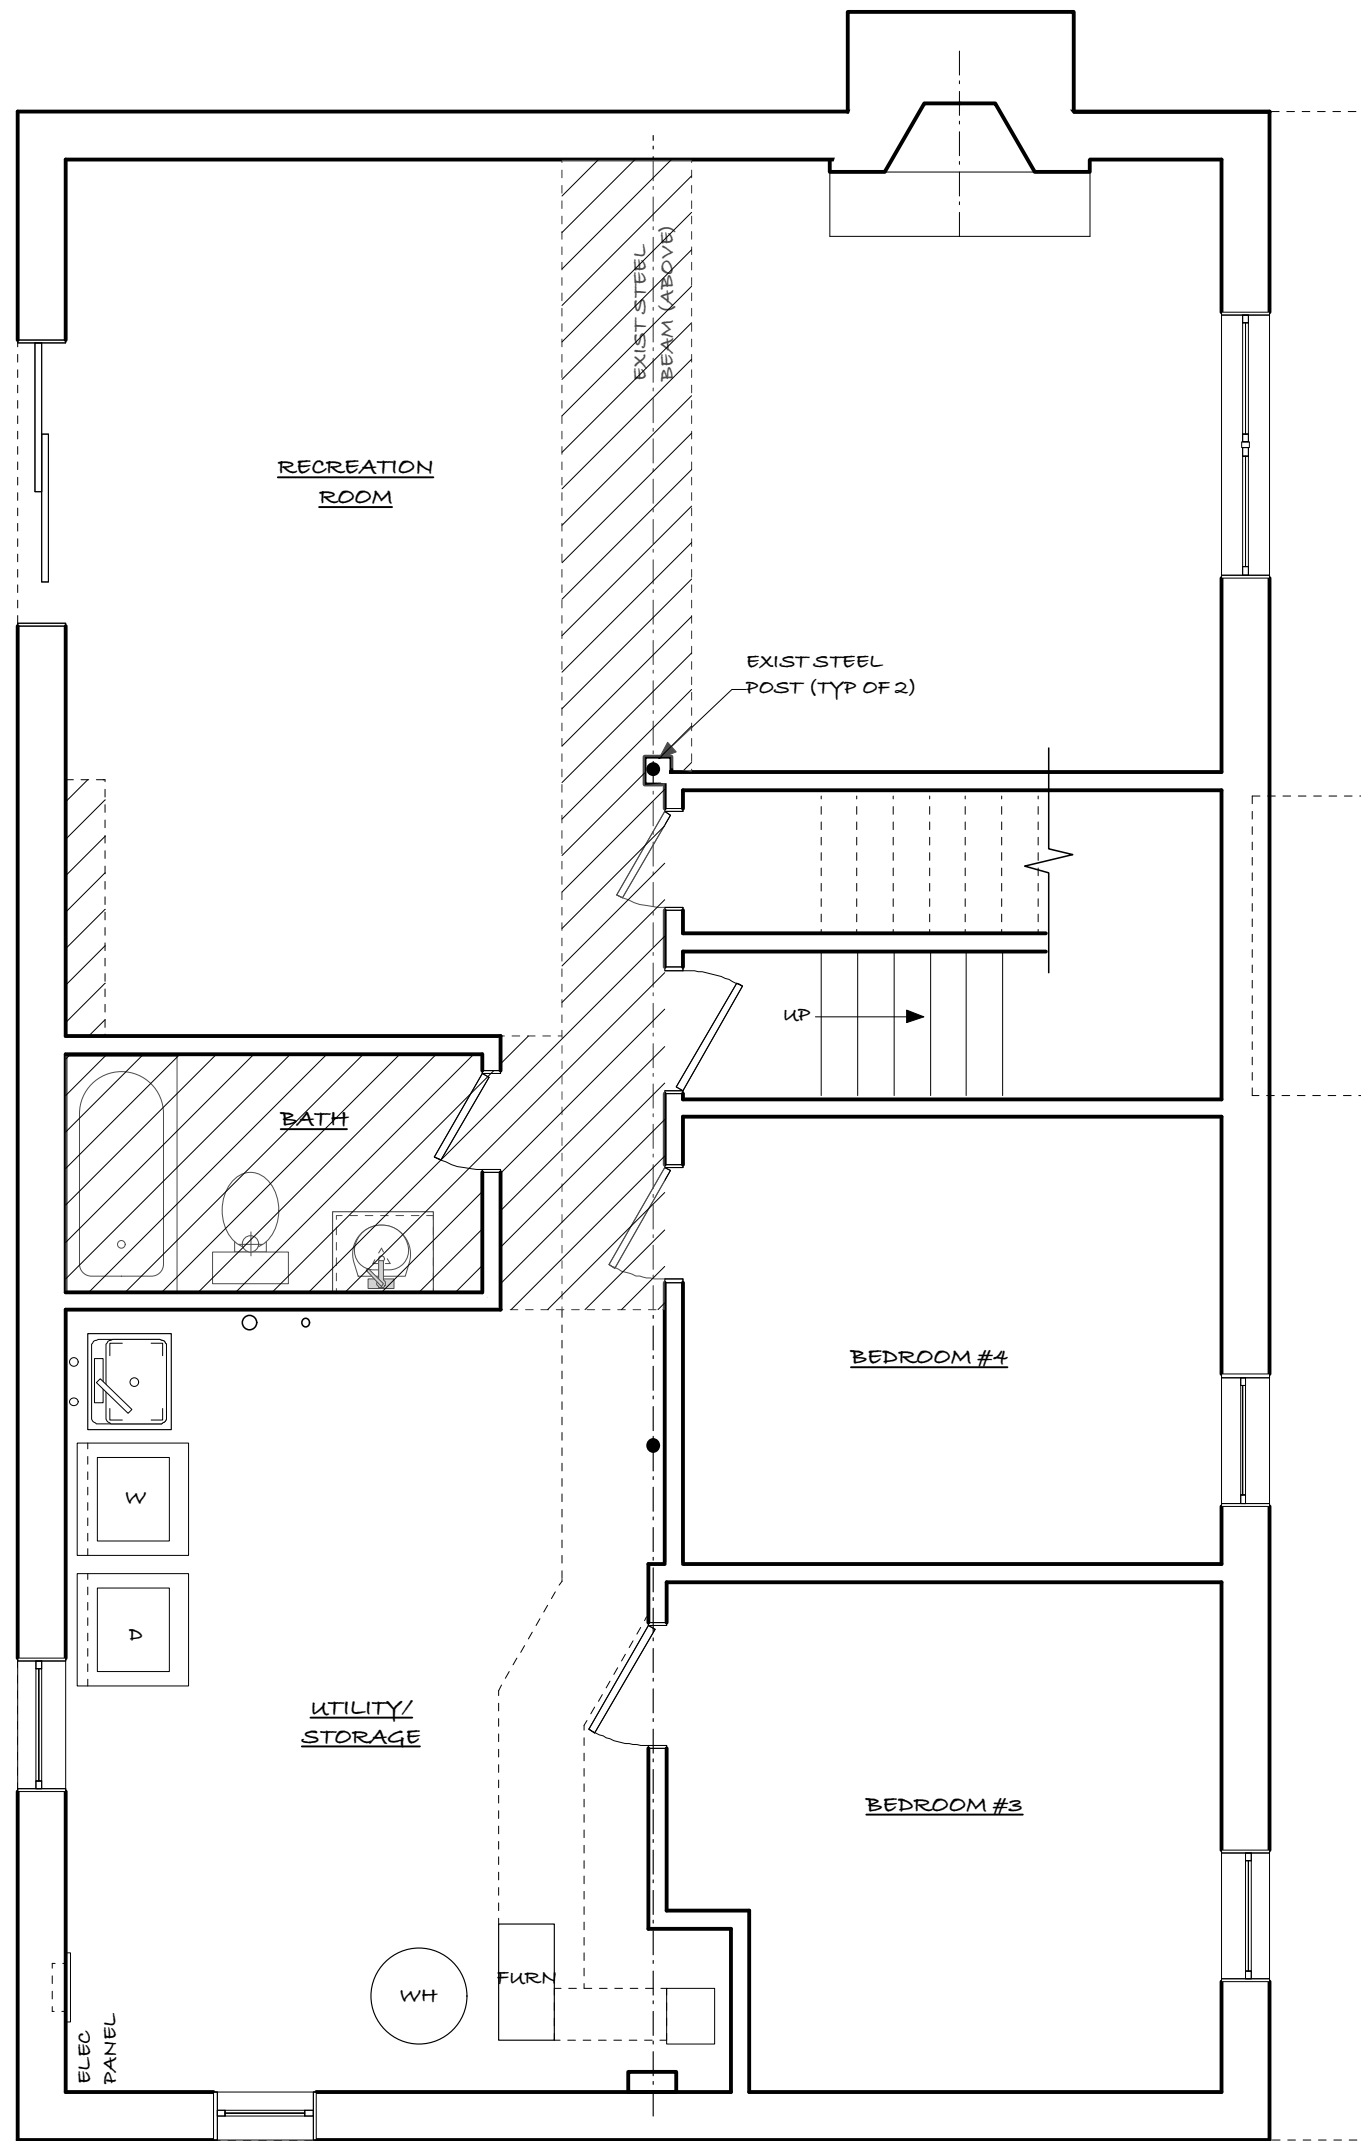 EXIST STEEL
BEAM (ABOVE)
RECREATION
ROOM
EXIST STEEL
POST (TYP OF 2)
UP
BATH
BEDROOM #4
W
D
UTILITY/
STORAGE
BEDROOM #3
FURN
WH
ELEC
PANEL